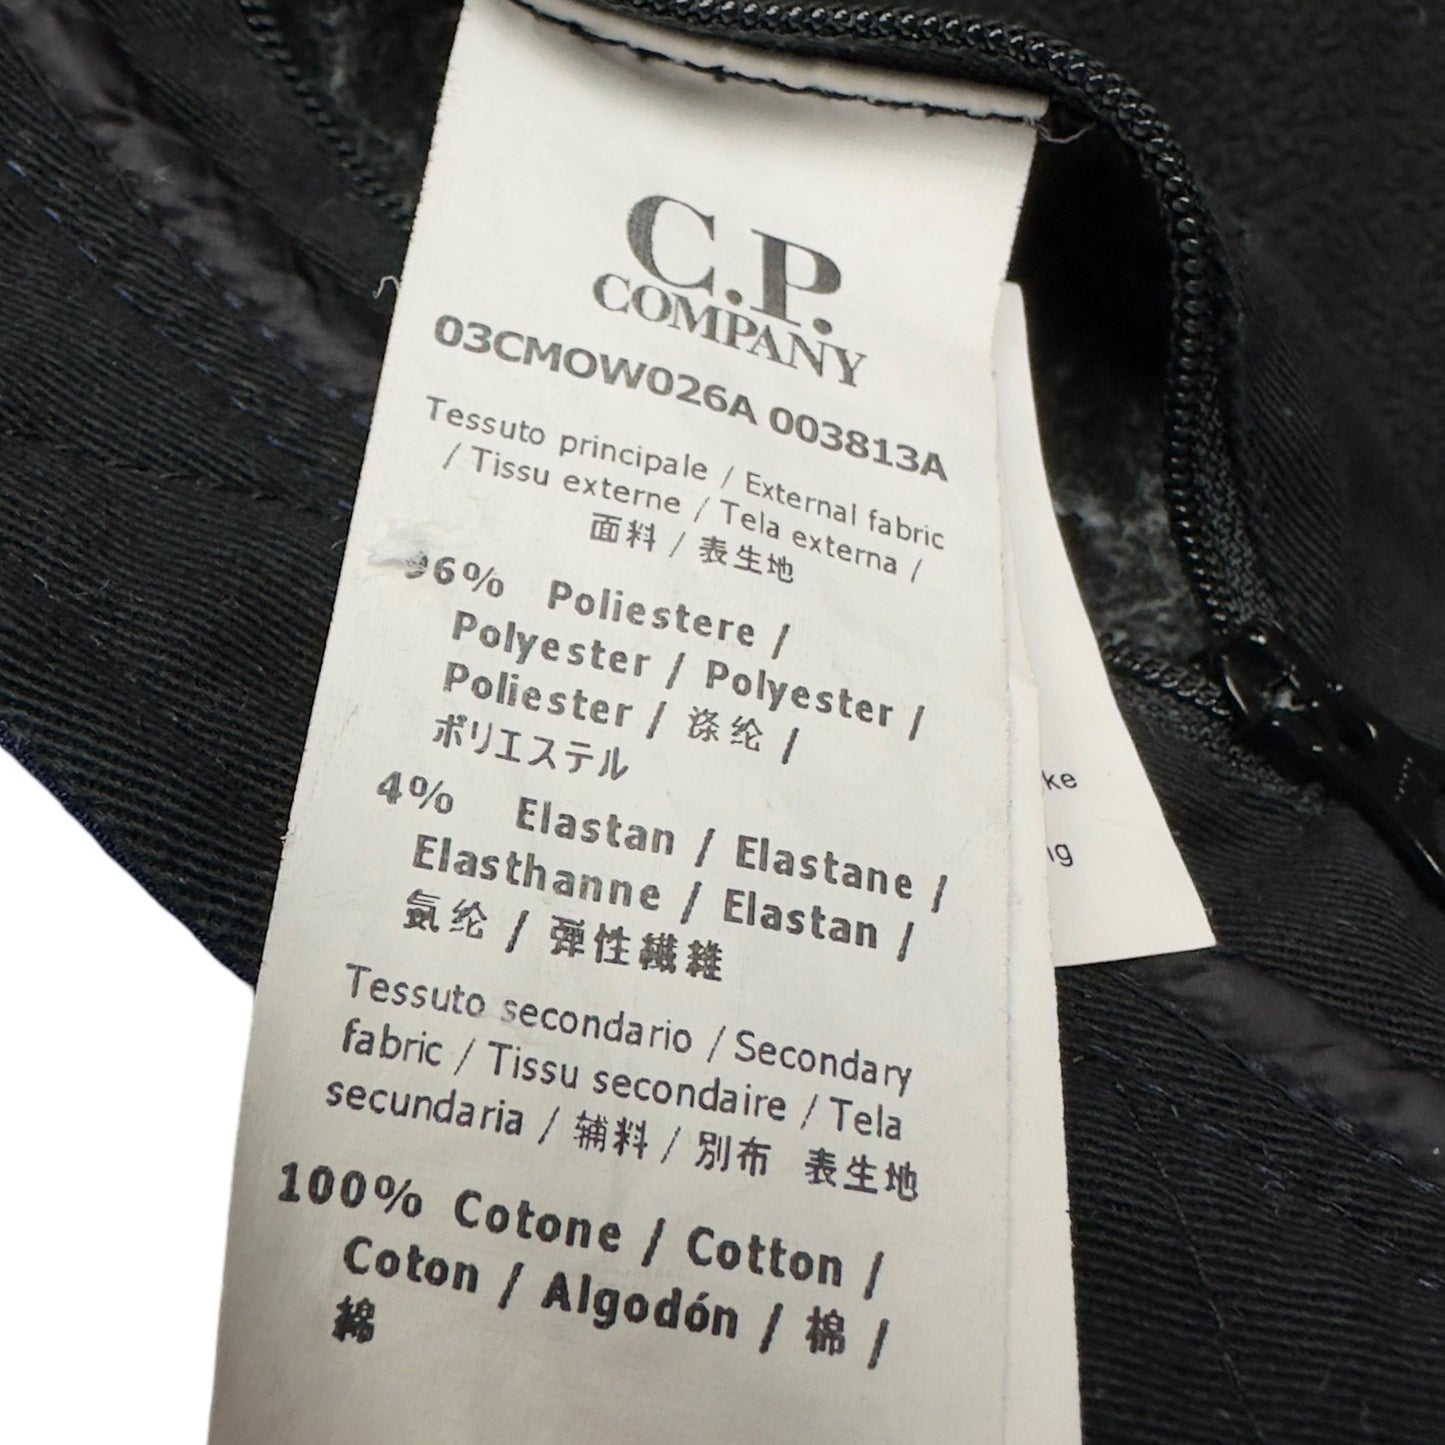 C.P.
COMPANY
03CMOW026A 003813A
Tessuto principale / External fabric
/ Tissu externe / Tela externa /
面料 / 表生地
96% Poliestere /
Polyester / Polyester /
Poliester / 涤纶 /
ポリエステル
4% Elastan / Elastane /
Elasthanne / Elastan /
氨纶 / 弾性繊維
Tessuto secondario / Secondary
fabric / Tissu secondaire / Tela
secundaria / 辅料 / 別布 表生地
100% Cotone / Cotton /
Coton / Algodón / 棉 /
綿